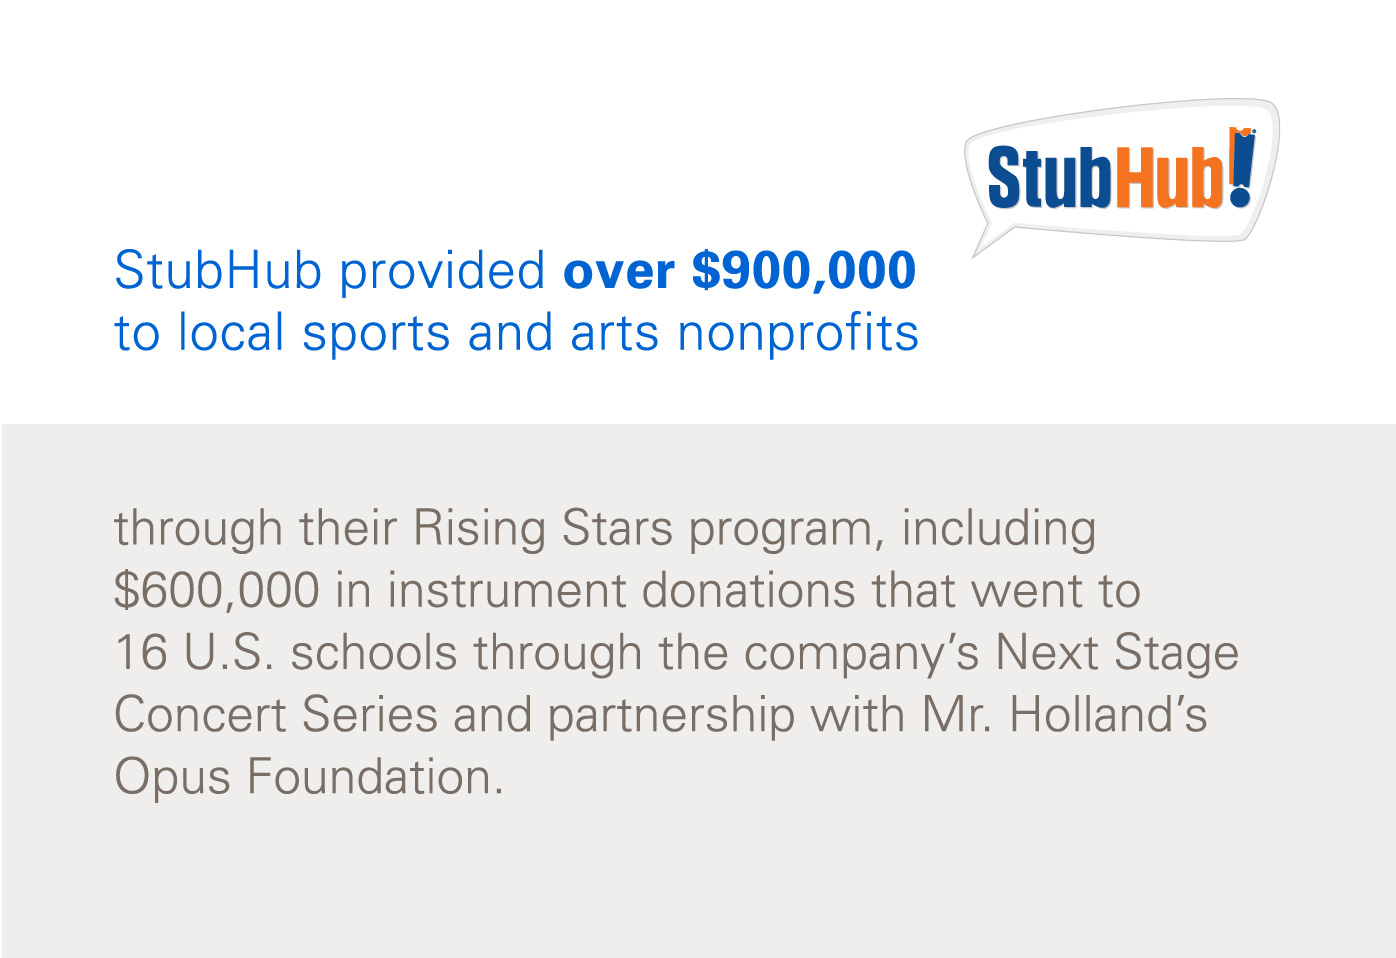 StubHub!
StubHub provided over $900,000
to local sports and arts nonprofits
through their Rising Stars program, including
$600,000 in instrument donations that went to
16 U.S. schools through the company’s Next Stage
Concert Series and partnership with Mr. Holland’s
Opus Foundation.